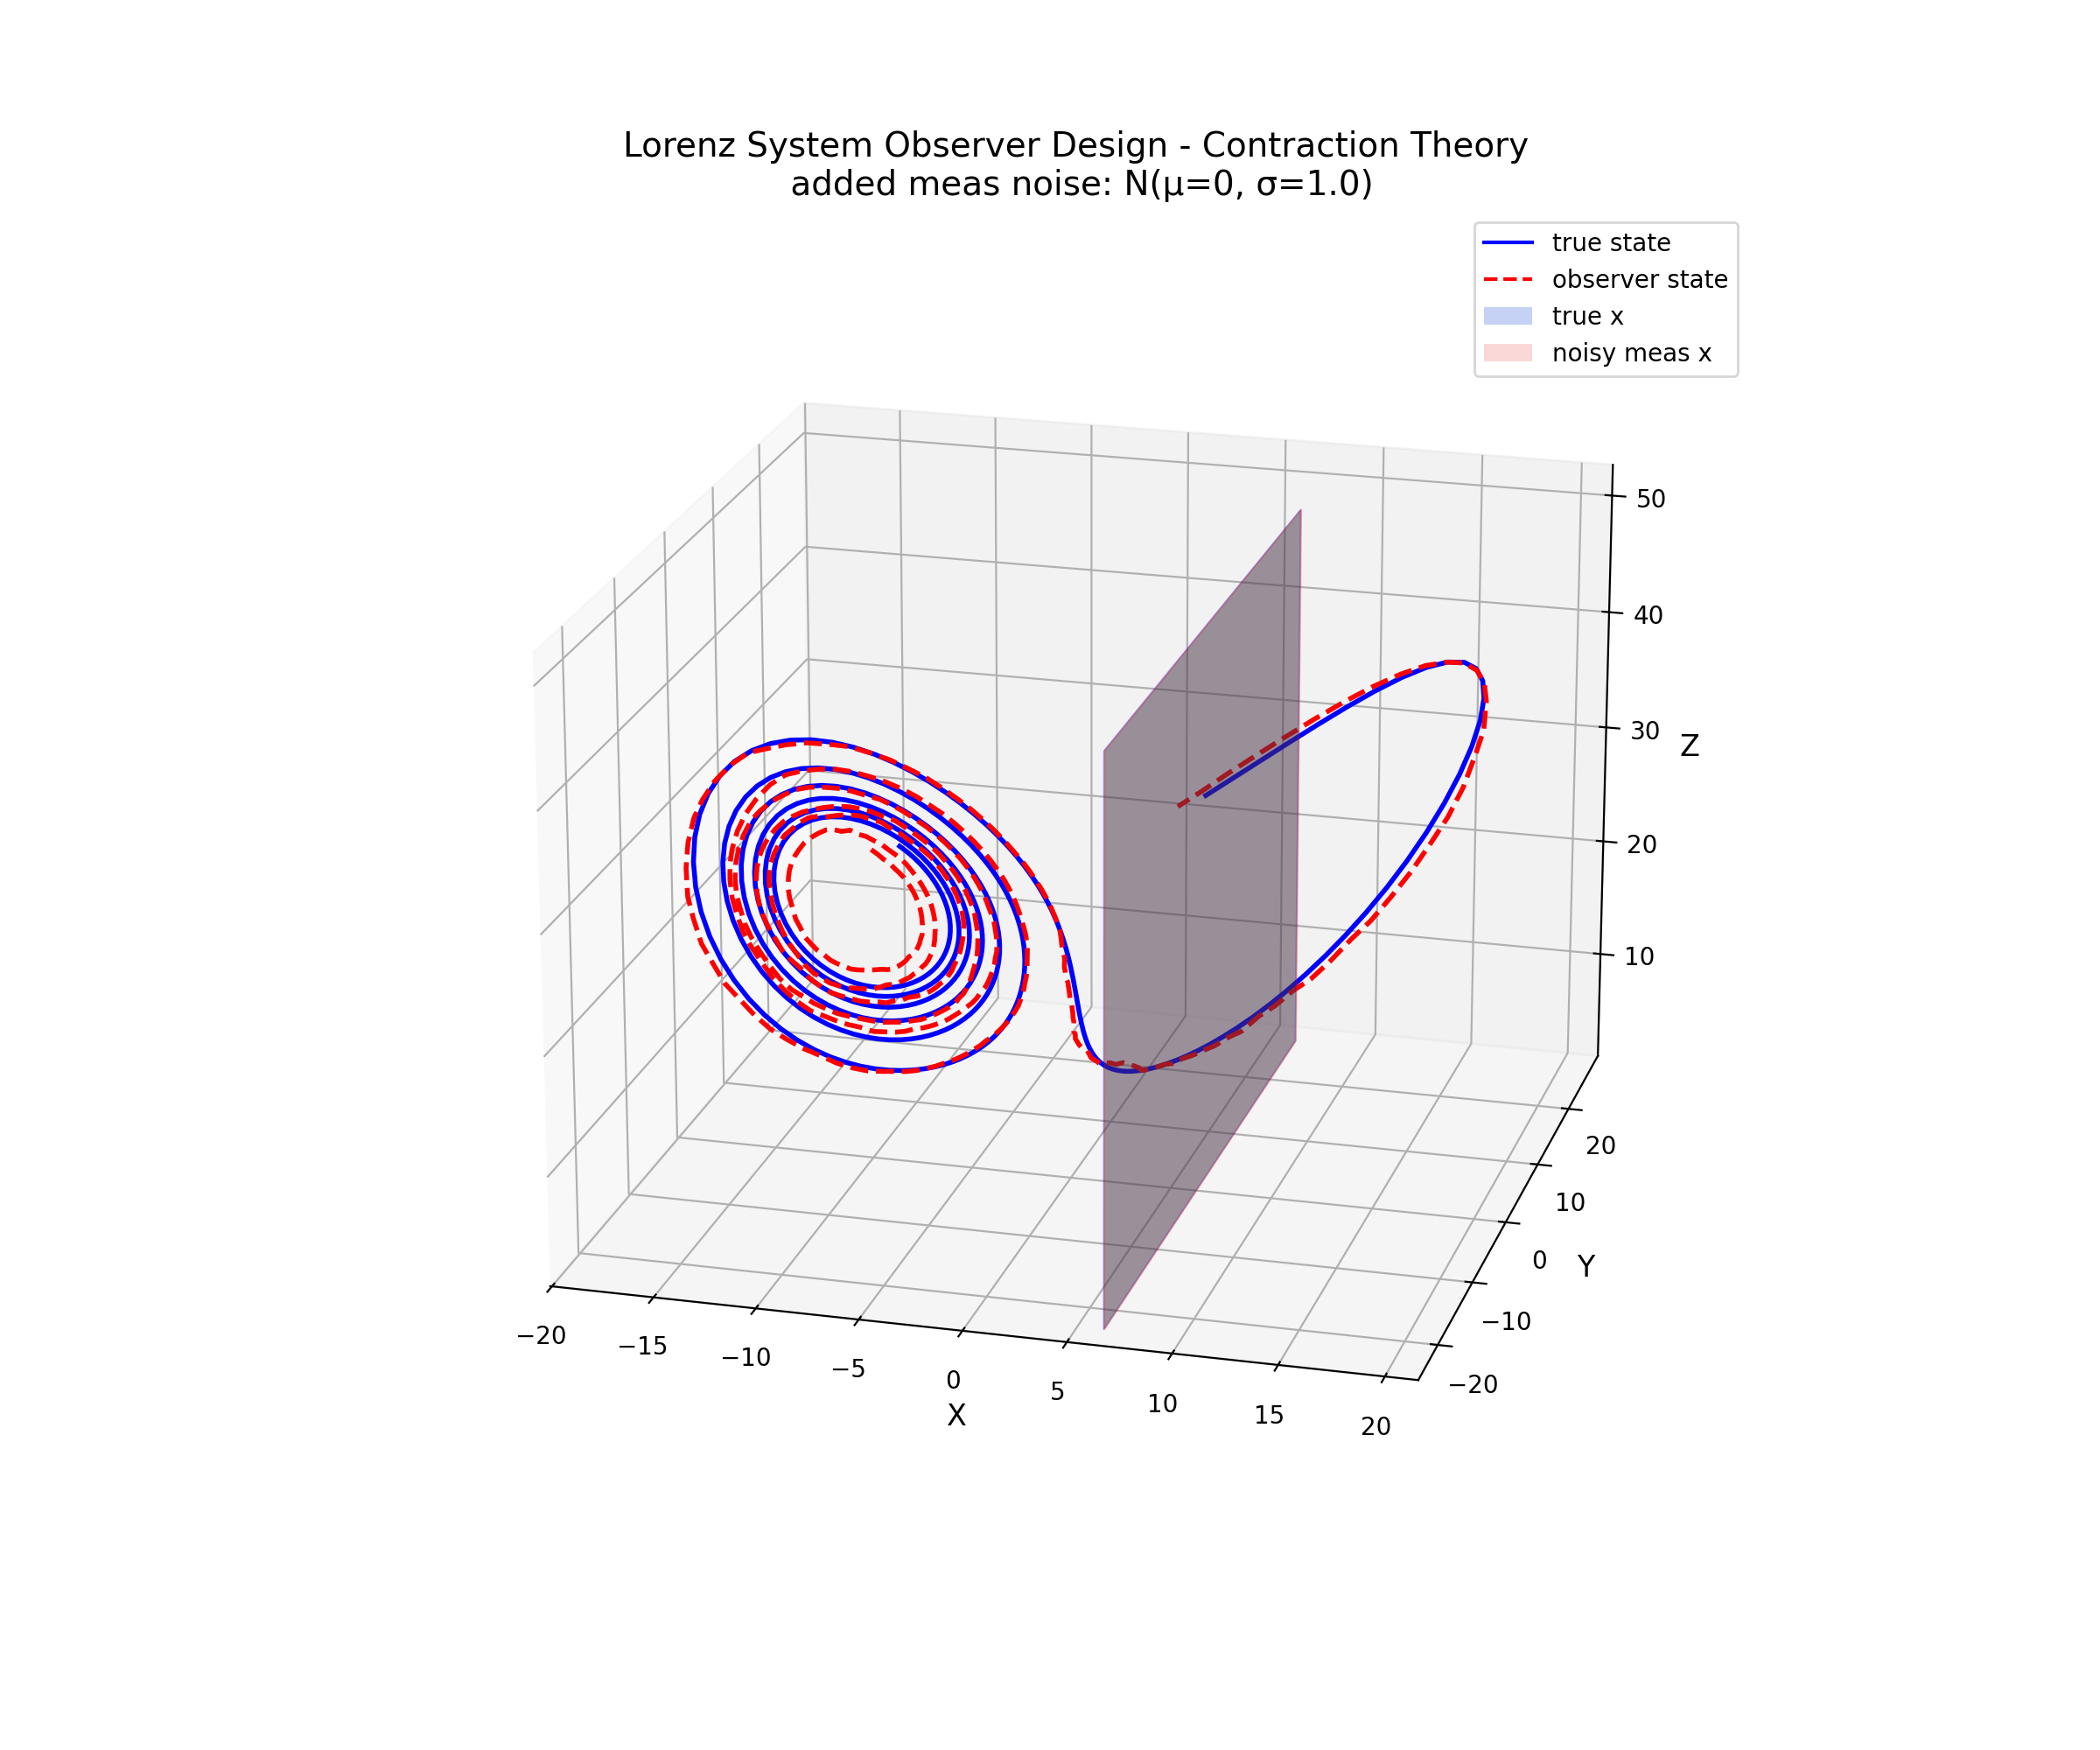 Lorenz System Observer Design - Contraction Theory
added meas noise: N(μ=0, σ=1.0)
true state
observer state
true x
noisy meas x
50
40
30
20
10
Z
20
10
0
−10
−20
Y
−20
−15
−10
−5
0
5
10
15
20
X